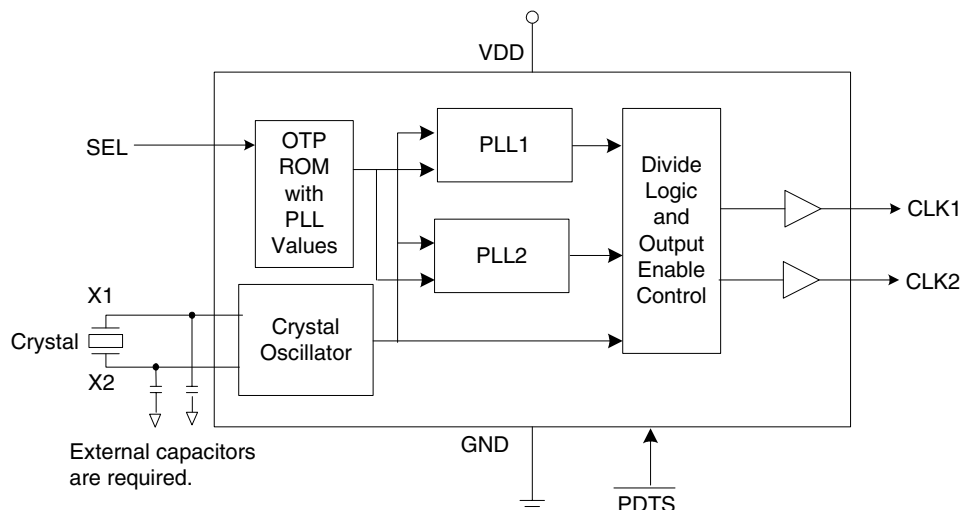 VDD
SEL
OTP
ROM
with
PLL
Values
PLL1
PLL2
Divide
Logic
and
Output
Enable
Control
CLK1
CLK2
X1
Crystal
X2
Crystal
Oscillator
External capacitors
are required.
GND
PDTS